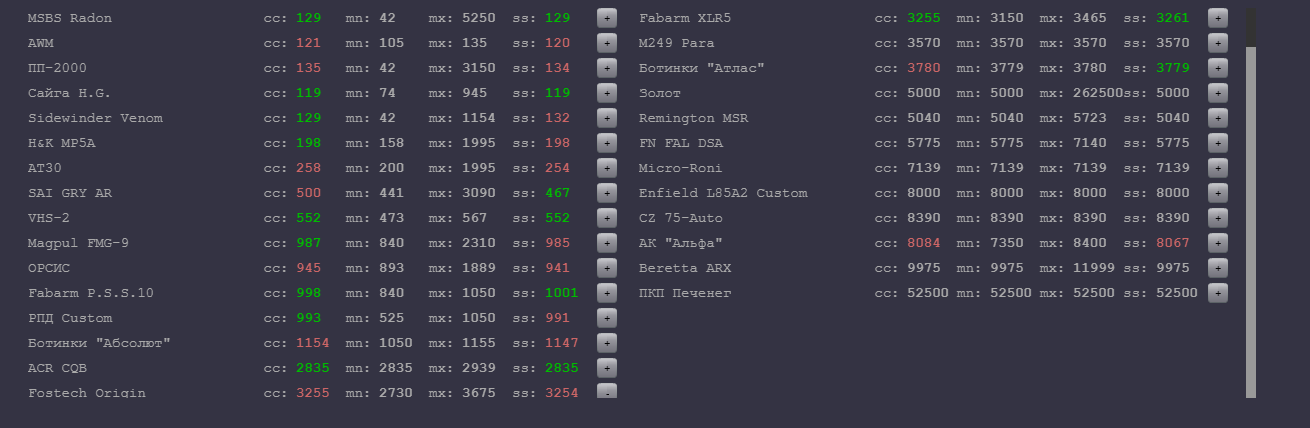 MSBS Radon cc: 129 mn: 42 mx: 5250 ss: 129 +
AWM cc: 121 mn: 105 mx: 135 ss: 120 +
ПП-2000 cc: 135 mn: 42 mx: 3150 ss: 134 +
Сайга Н.G. cc: 119 mn: 74 mx: 945 ss: 119 +
Sidewinder Venom cc: 129 mn: 42 mx: 1154 ss: 132 +
H&K MP5A cc: 198 mn: 158 mx: 1995 ss: 198 +
AT30 cc: 258 mn: 200 mx: 1995 ss: 254 +
SAI GRY AR cc: 500 mn: 441 mx: 3090 ss: 467 +
VHS-2 cc: 552 mn: 473 mx: 567 ss: 552 +
Magpul FMG-9 cc: 987 mn: 840 mx: 2310 ss: 985 +
ОРСИС cc: 945 mn: 893 mx: 1889 ss: 941 +
Fabarm P.S.S.10 cc: 998 mn: 840 mx: 1050 ss: 1001 +
РПД Custom cc: 993 mn: 525 mx: 1050 ss: 991 +
Ботинки "Абсолют" cc: 1154 mn: 1050 mx: 1155 ss: 1147 +
ACR CQB cc: 2835 mn: 2835 mx: 2939 ss: 2835 +
Fostech Origin cc: 3255 mn: 2730 mx: 3675 ss: 3254 -
Fabarm XLR5 cc: 3255 mn: 3150 mx: 3465 ss: 3261 +
M249 Para cc: 3570 mn: 3570 mx: 3570 ss: 3570 +
Ботинки "Атлас" cc: 3780 mn: 3779 mx: 3780 ss: 3779 +
Золот cc: 5000 mn: 5000 mx: 262500 ss: 5000 +
Remington MSR cc: 5040 mn: 5040 mx: 5723 ss: 5040 +
FN FAL DSA cc: 5775 mn: 5775 mx: 7140 ss: 5775 +
Micro-Roni cc: 7139 mn: 7139 mx: 7139 ss: 7139 +
Enfield L85A2 Custom cc: 8000 mn: 8000 mx: 8000 ss: 8000 +
CZ 75-Auto cc: 8390 mn: 8390 mx: 8390 ss: 8390 +
АК "Альфа" cc: 8084 mn: 7350 mx: 8400 ss: 8067 +
Beretta ARX cc: 9975 mn: 9975 mx: 11999 ss: 9975 +
ПКП Печенег cc: 52500 mn: 52500 mx: 52500 ss: 52500 +